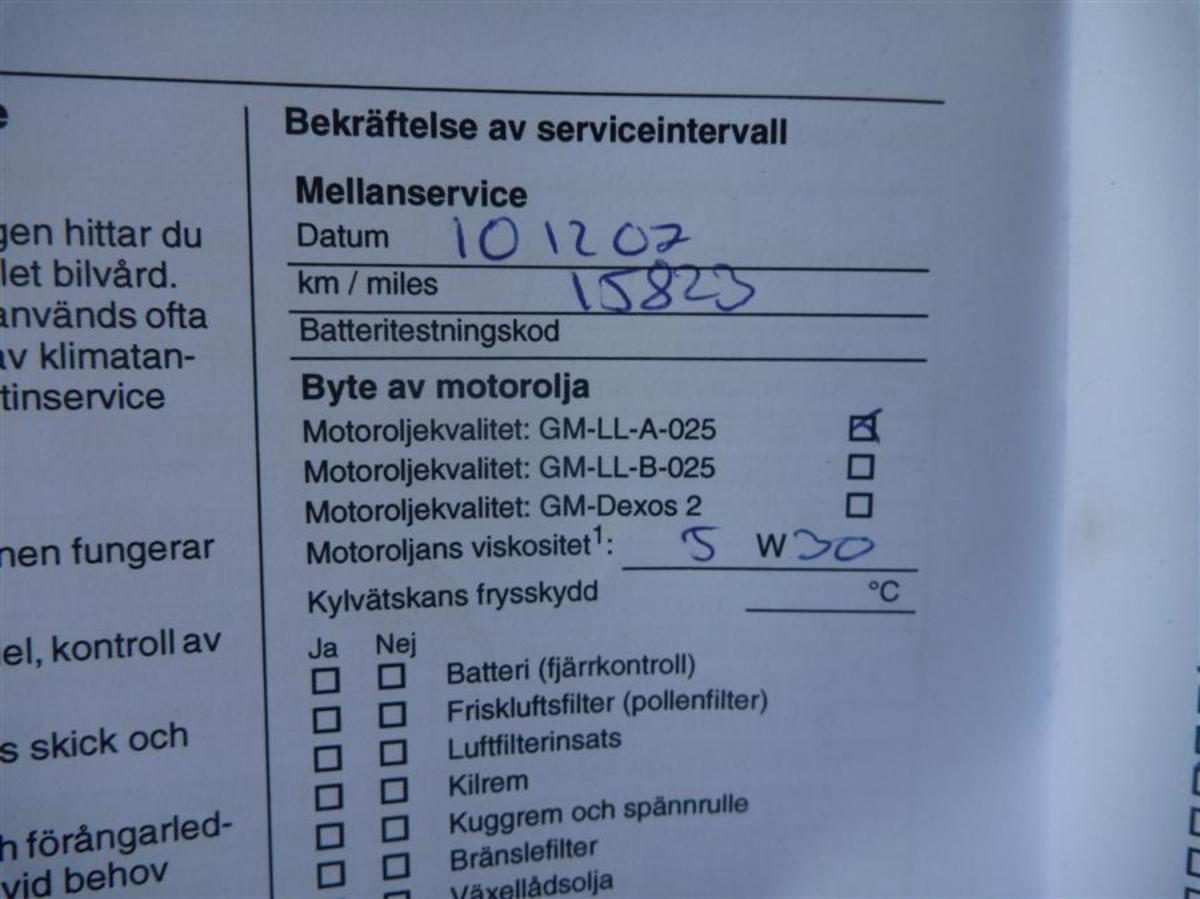 gen hittar du
let bilvård.
används ofta
av klimatan-
tinservice
nen fungerar
el, kontroll av
s skick och
h förångarled-
vid behov
Bekräftelse av serviceintervall
Mellanservice
Datum 101207
km / miles 15823
Batteritestningskod
Byte av motorolja
Motoroljekvalitet: GM-LL-A-025
Motoroljekvalitet: GM-LL-B-025
Motoroljekvalitet: GM-Dexos 2
Motoroljans viskositet1: 5 W30
Kylvätskans frysskydd °C
Ja Nej
Batteri (fjärrkontroll)
Friskluftsfilter (pollenfilter)
Luftfilterinsats
Kilrem
Kuggrem och spännrulle
Bränslefilter
Växellådsolja